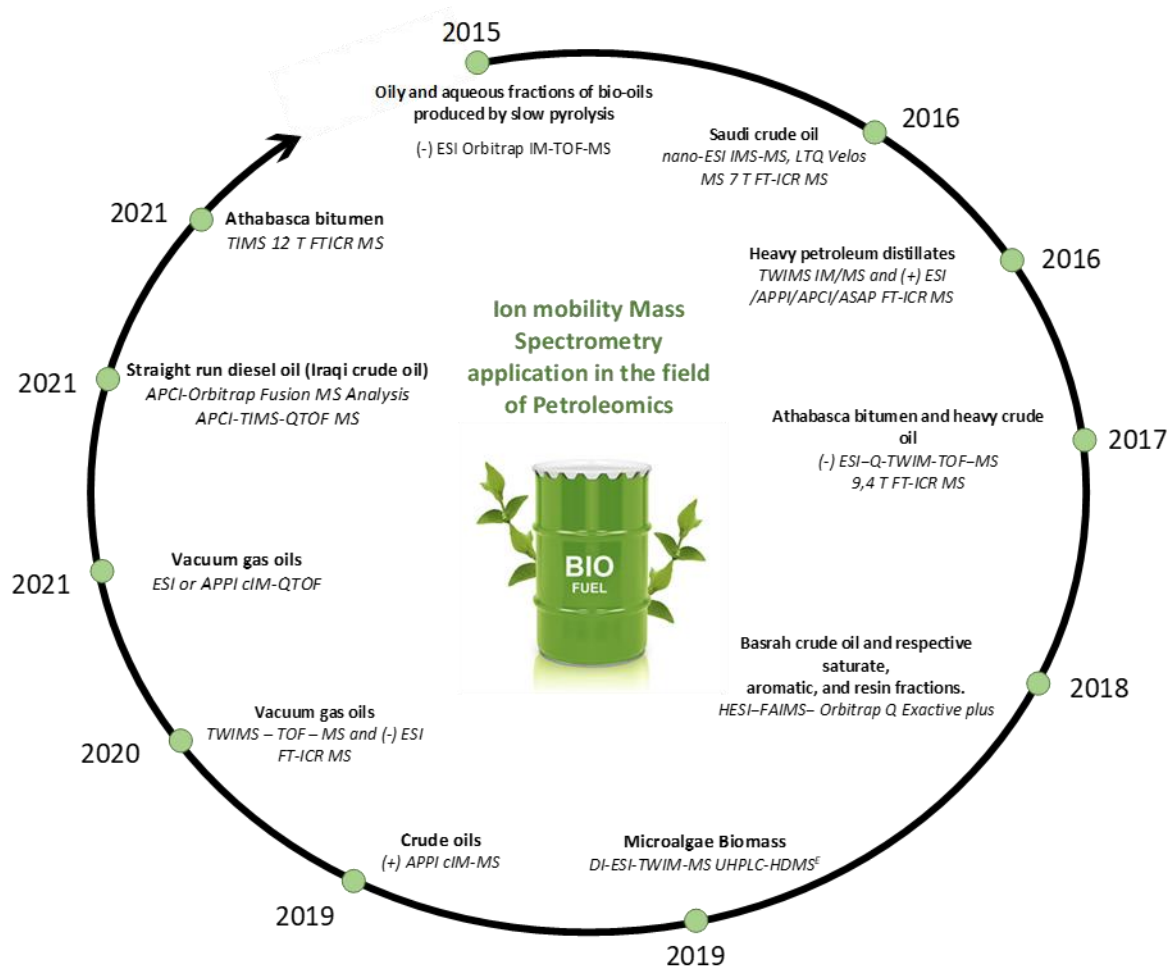 2015
Oily and aqueous fractions of bio-oils
produced by slow pyrolysis
(-) ESI Orbitrap IM-TOF-MS
2016
Saudi crude oil
nano-ESI IMS-MS, LTQ Velos
MS 7 T FT-ICR MS
2016
Heavy petroleum distillates
TWIMS IM/MS and (+) ESI
/APPI/APCI/ASAP FT-ICR MS
2017
Athabasca bitumen and heavy crude
oil
(-) ESI–Q-TWIM-TOF–MS
9,4 T FT-ICR MS
2018
Basrah crude oil and respective
saturate,
aromatic, and resin fractions.
HESI–FAIMS– Orbitrap Q Exactive plus
2019
Microalgae Biomass
DI-ESI-TWIM-MS UHPLC-HDMSᴱ
2019
Crude oils
(+) APPI cIM-MS
2020
Vacuum gas oils
TWIMS – TOF – MS and (-) ESI
FT-ICR MS
2021
Vacuum gas oils
ESI or APPI cIM-QTOF
2021
Straight run diesel oil (Iraqi crude oil)
APCI-Orbitrap Fusion MS Analysis
APCI-TIMS-QTOF MS
2021
Athabasca bitumen
TIMS 12 T FTICR MS
Ion mobility Mass
Spectrometry
application in the field
of Petroleomics
BIO
FUEL